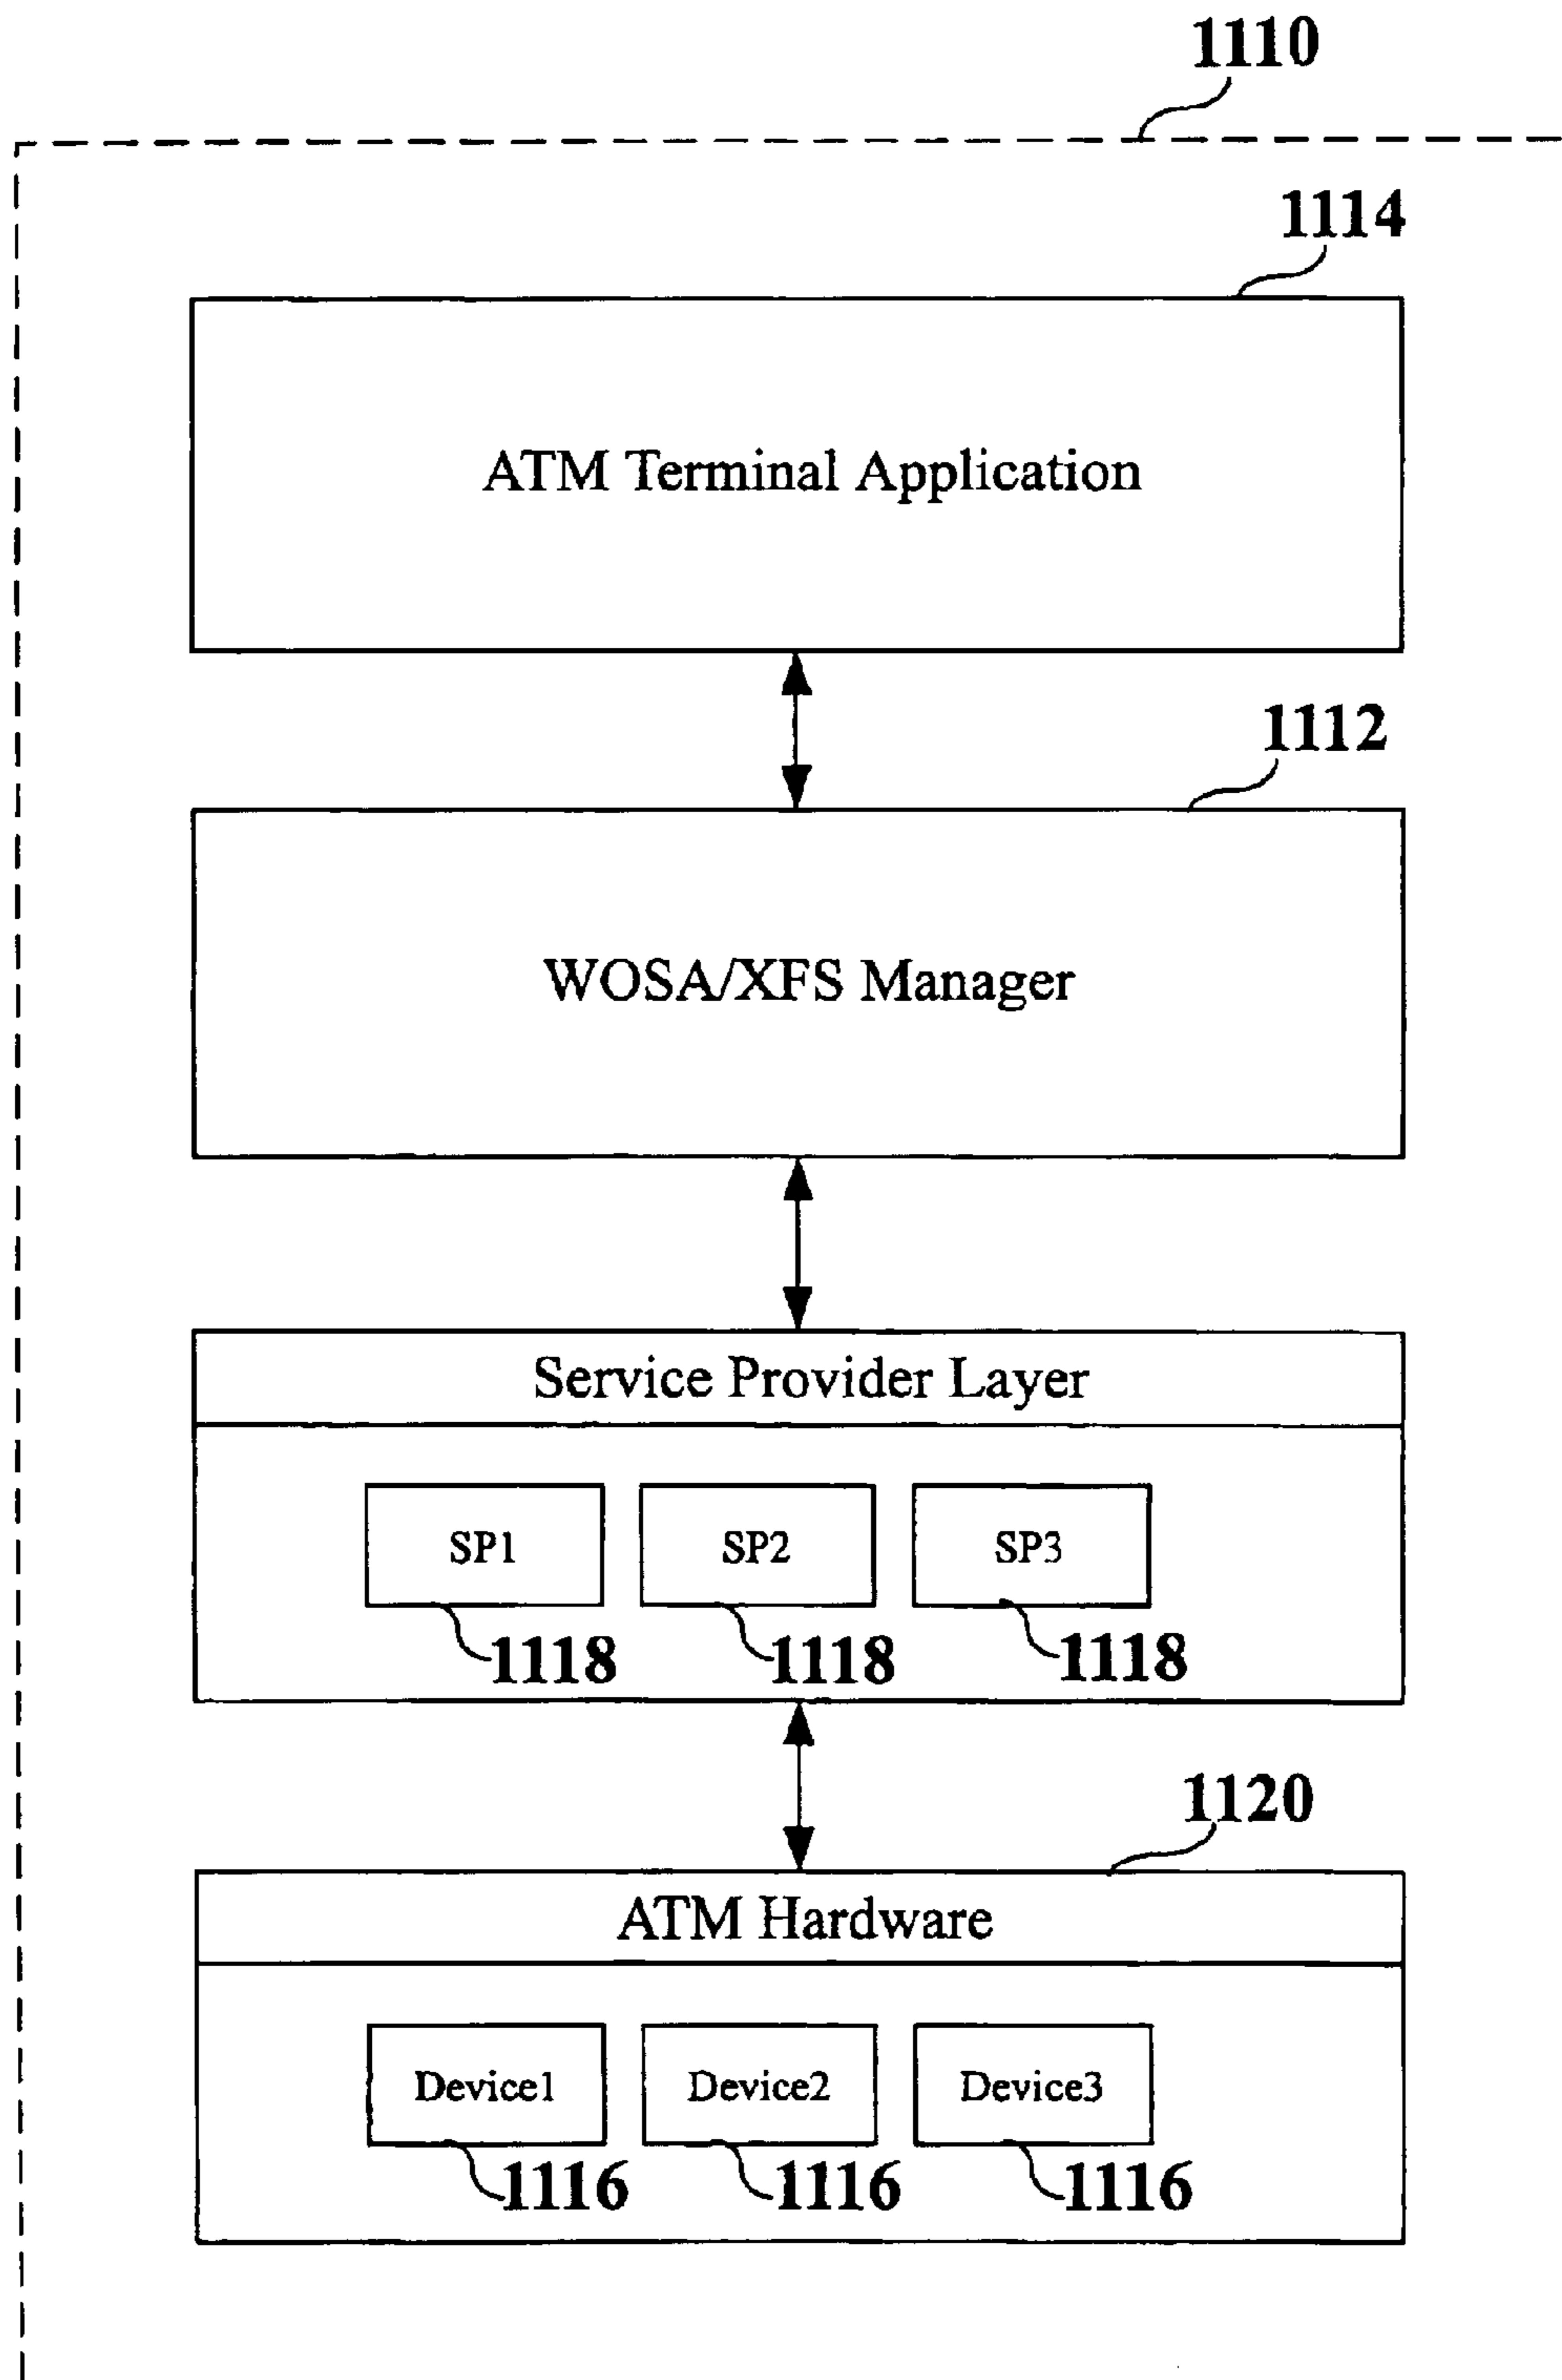 1110
1114
ATM Terminal Application
1112
WOSA/XFS Manager
Service Provider Layer
SP1 SP2 SP3
1118 1118 1118
1120
ATM Hardware
Device1 Device2 Device3
1116 1116 1116